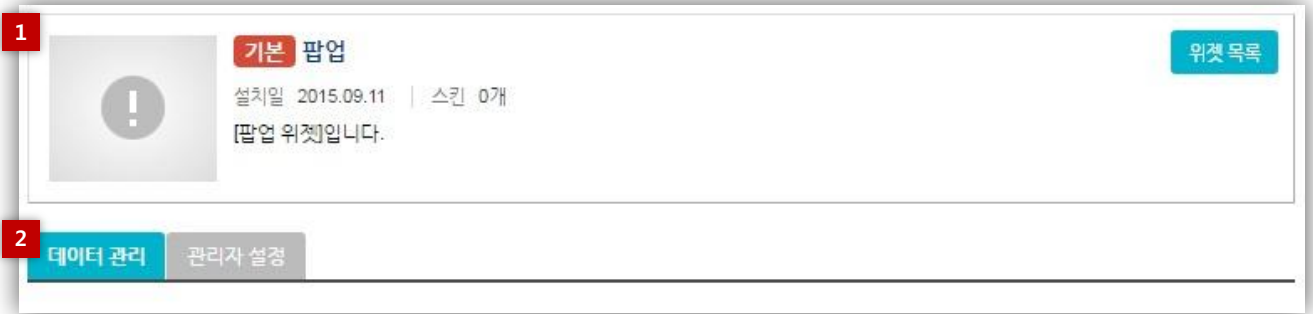 1
기본 팝업
위젯 목록
설치일 2015.09.11 | 스킨 0개
[팝업 위젯]입니다.
2
데이터 관리 관리자 설정